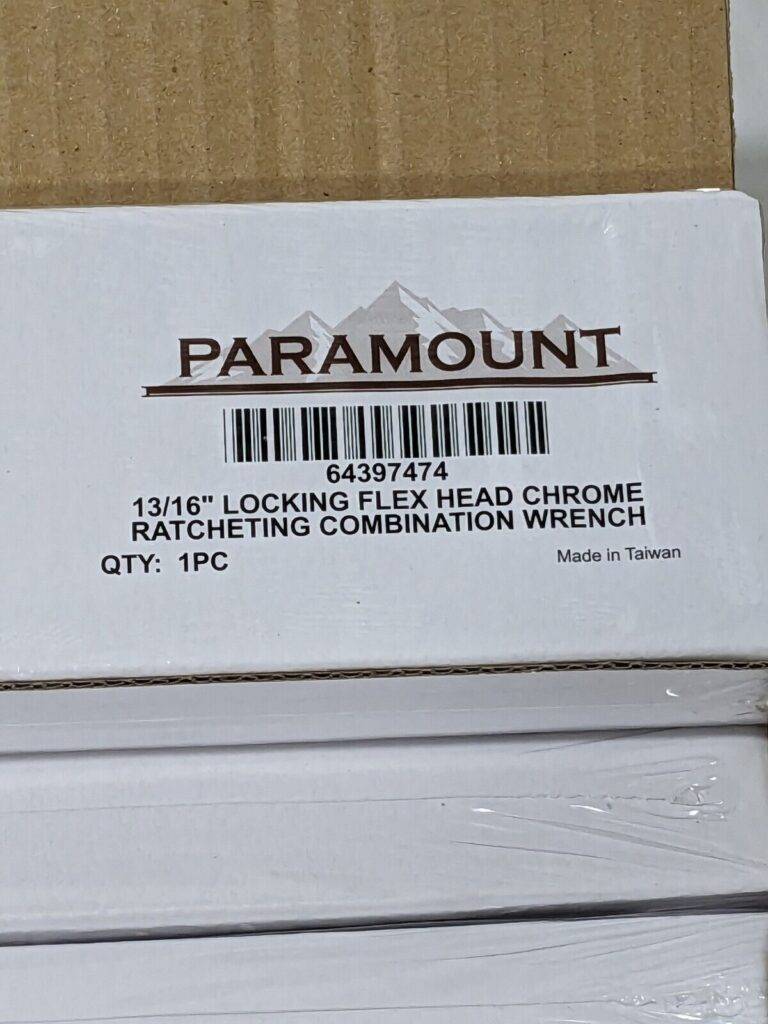 PARAMOUNT
64397474
13/16" LOCKING FLEX HEAD CHROME
RATCHETING COMBINATION WRENCH
QTY: 1PC
Made in Taiwan